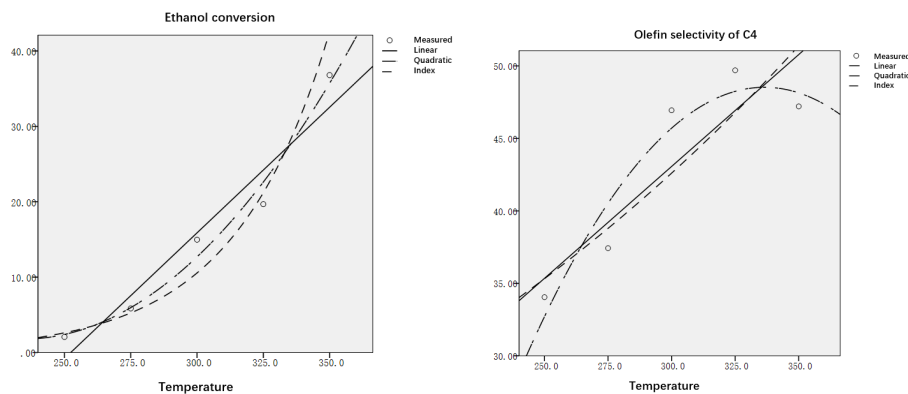 Ethanol conversion
40.00
30.00
20.00
10.00
.00
250.0 275.0 300.0 325.0 350.0
Temperature
Measured
Linear
Quadratic
Index
Olefin selectivity of C4
50.00
45.00
40.00
35.00
30.00
250.0 275.0 300.0 325.0 350.0
Temperature
Measured
Linear
Quadratic
Index